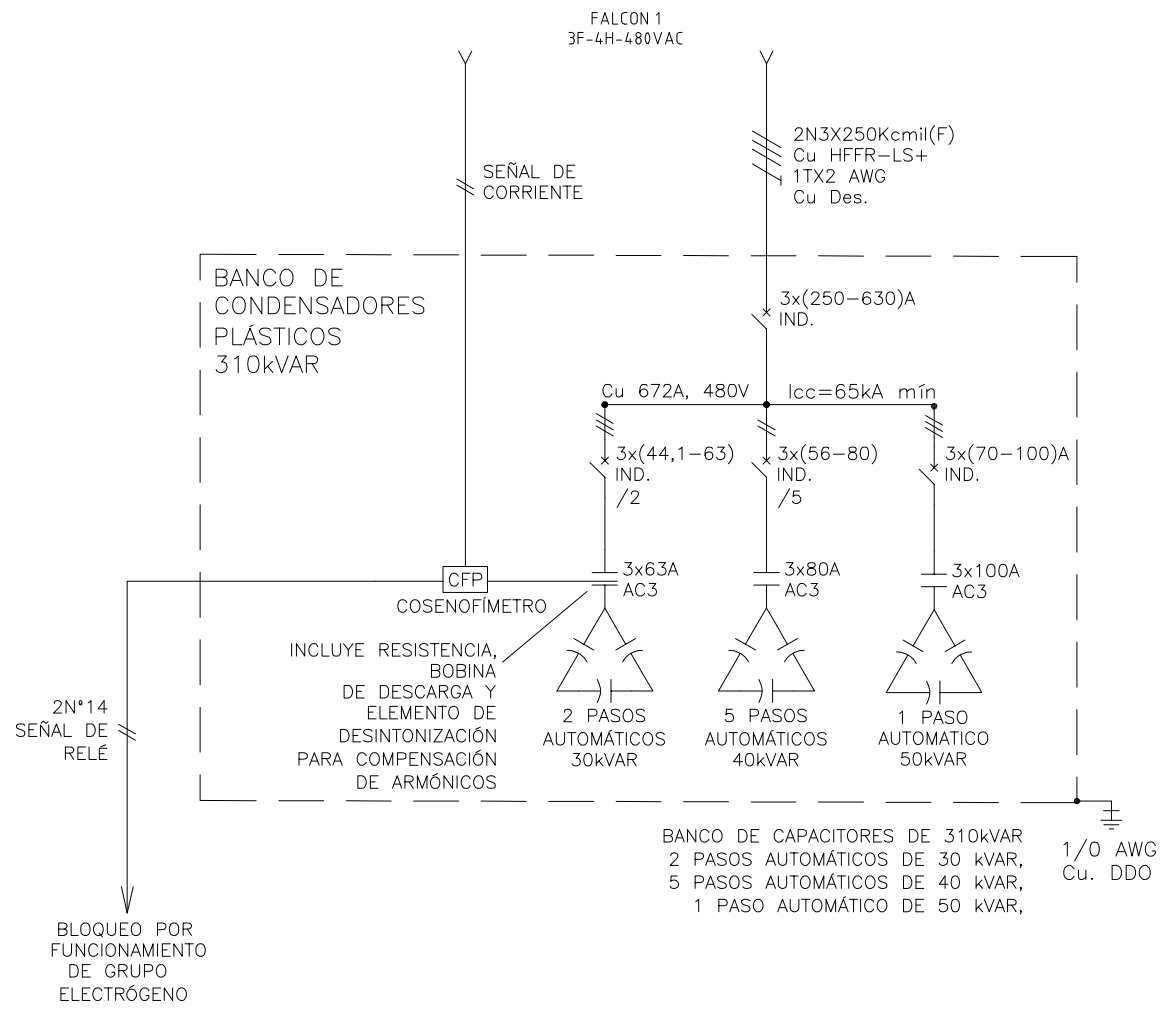 FALCON 1
3F-4H-480VAC
2N3X250Kcmil(F)
Cu HFFR-LS+
1TX2 AWG
Cu Des.
SEÑAL DE
CORRIENTE
BANCO DE
CONDENSADORES
PLÁSTICOS
310kVAR
3x(250-630)A
IND.
Cu 672A, 480V
Icc=65kA mín
3x(44,1-63)
IND.
/2
3x(56-80)
IND.
/5
3x(70-100)A
IND.
CFP
COSENOFÍMETRO
3x63A
AC3
3x80A
AC3
3x100A
AC3
INCLUYE RESISTENCIA,
BOBINA
DE DESCARGA Y
ELEMENTO DE
DESINTONIZACIÓN
PARA COMPENSACIÓN
DE ARMÓNICOS
2 PASOS
AUTOMÁTICOS
30kVAR
5 PASOS
AUTOMÁTICOS
40kVAR
1 PASO
AUTOMATICO
50kVAR
2N°14
SEÑAL DE
RELÉ
BANCO DE CAPACITORES DE 310kVAR
2 PASOS AUTOMÁTICOS DE 30 kVAR,
5 PASOS AUTOMÁTICOS DE 40 kVAR,
1 PASO AUTOMÁTICO DE 50 kVAR,
1/0 AWG
Cu. DDO
BLOQUEO POR
FUNCIONAMIENTO
DE GRUPO
ELECTRÓGENO